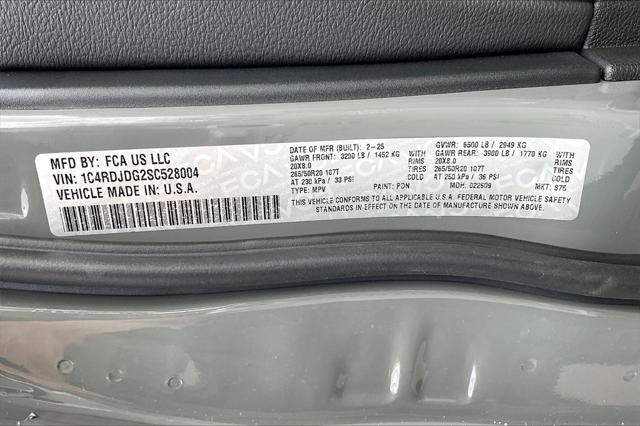 MFD BY: FCA US LLC
VIN: 1C4RDJDG2SC528004
VEHICLE MADE IN U.S.A.
DATE OF MFR (BUILT): 2-25
GAWR FRONT: 3200 LB / 1452 KG
20X8.0 RIMS
265/50R20 107T TIRES
AT 230 kPa / 33 PSI COLD
TYPE: MPV
PAINT: PDN
GVWR: 6500 LB / 2949 KG
GAWR REAR: 3900 LB / 1770 KG WITH
20X8.0 RIMS
265/50R20 107T TIRES
AT 250 kPa / 36 PSI COLD
MDH: 022509
MKT: 875
THIS VEHICLE CONFORMS TO ALL APPLICABLE U.S.A. FEDERAL MOTOR VEHICLE SAFETY
STANDARDS IN EFFECT ON THE DATE OF MANUFACTURE SHOWN ABOVE.